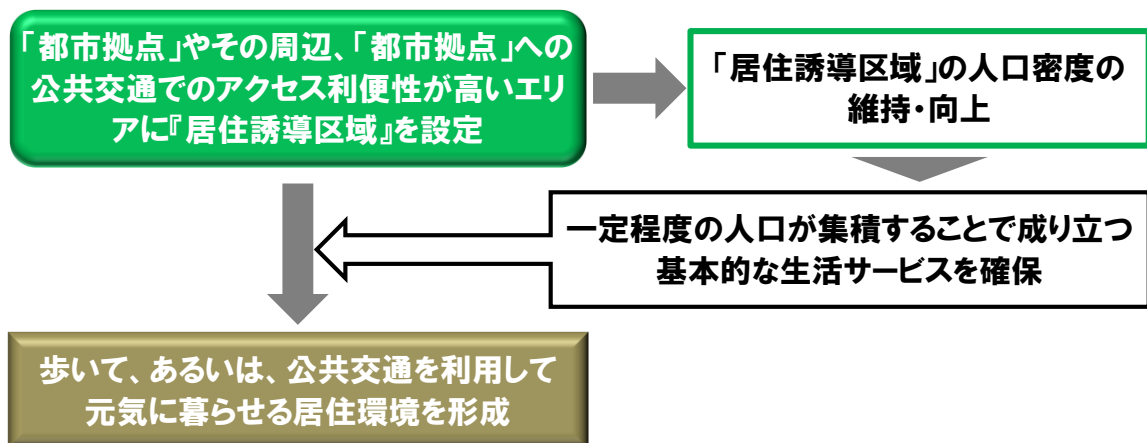 「都市拠点」やその周辺、「都市拠点」への
公共交通でのアクセス利便性が高いエリ
アに『居住誘導区域』を設定
「居住誘導区域」の人口密度の
維持・向上
一定程度の人口が集積することで成り立つ
基本的な生活サービスを確保
歩いて、あるいは、公共交通を利用して
元気に暮らせる居住環境を形成